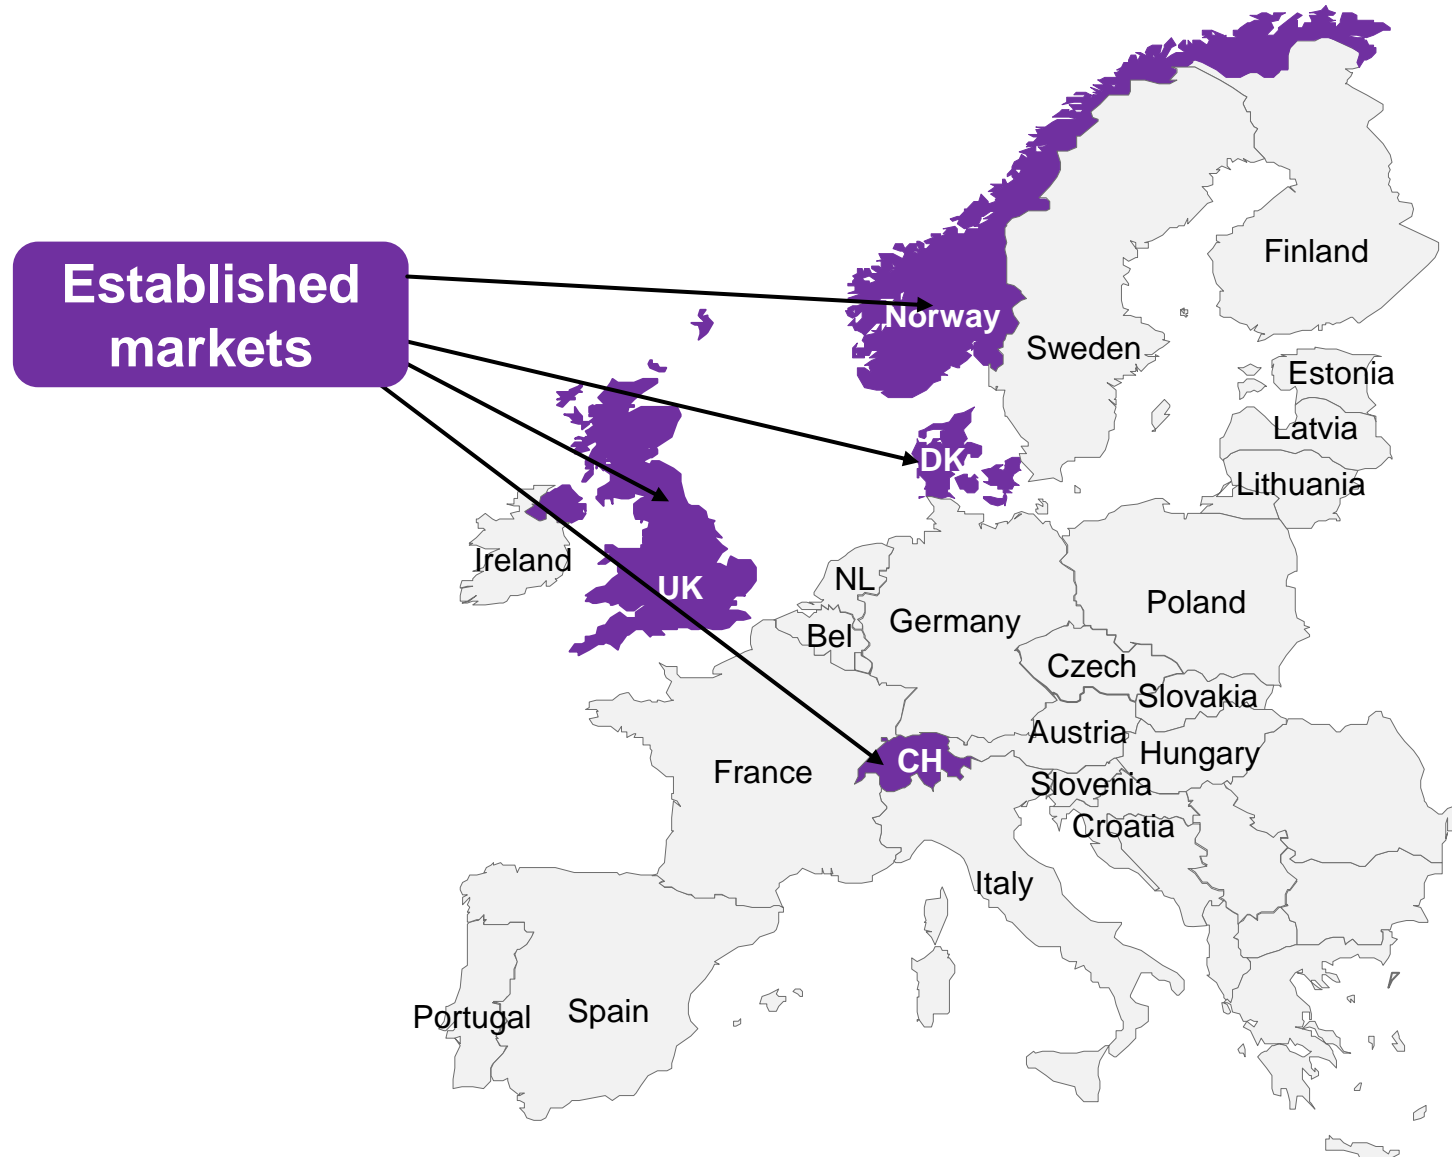 Established
markets
Norway
Finland
Sweden
Estonia
Latvia
DK
Lithuania
Ireland
UK
NL
Poland
Bel
Germany
Czech
Slovakia
Austria
Hungary
France
CH
Slovenia
Croatia
Italy
Portugal
Spain